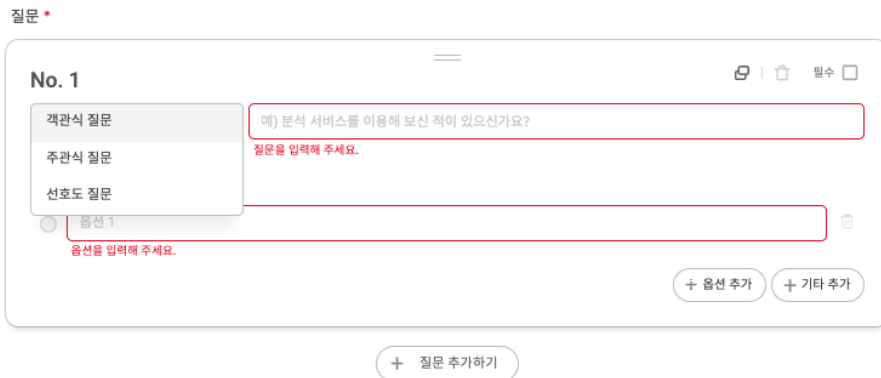 질문 *
No. 1
필수
객관식 질문
예) 분석 서비스를 이용해 보신 적이 있으신가요?
질문을 입력해 주세요.
주관식 질문
선호도 질문
옵션 1
옵션을 입력해 주세요.
+ 옵션 추가
+ 기타 추가
+ 질문 추가하기